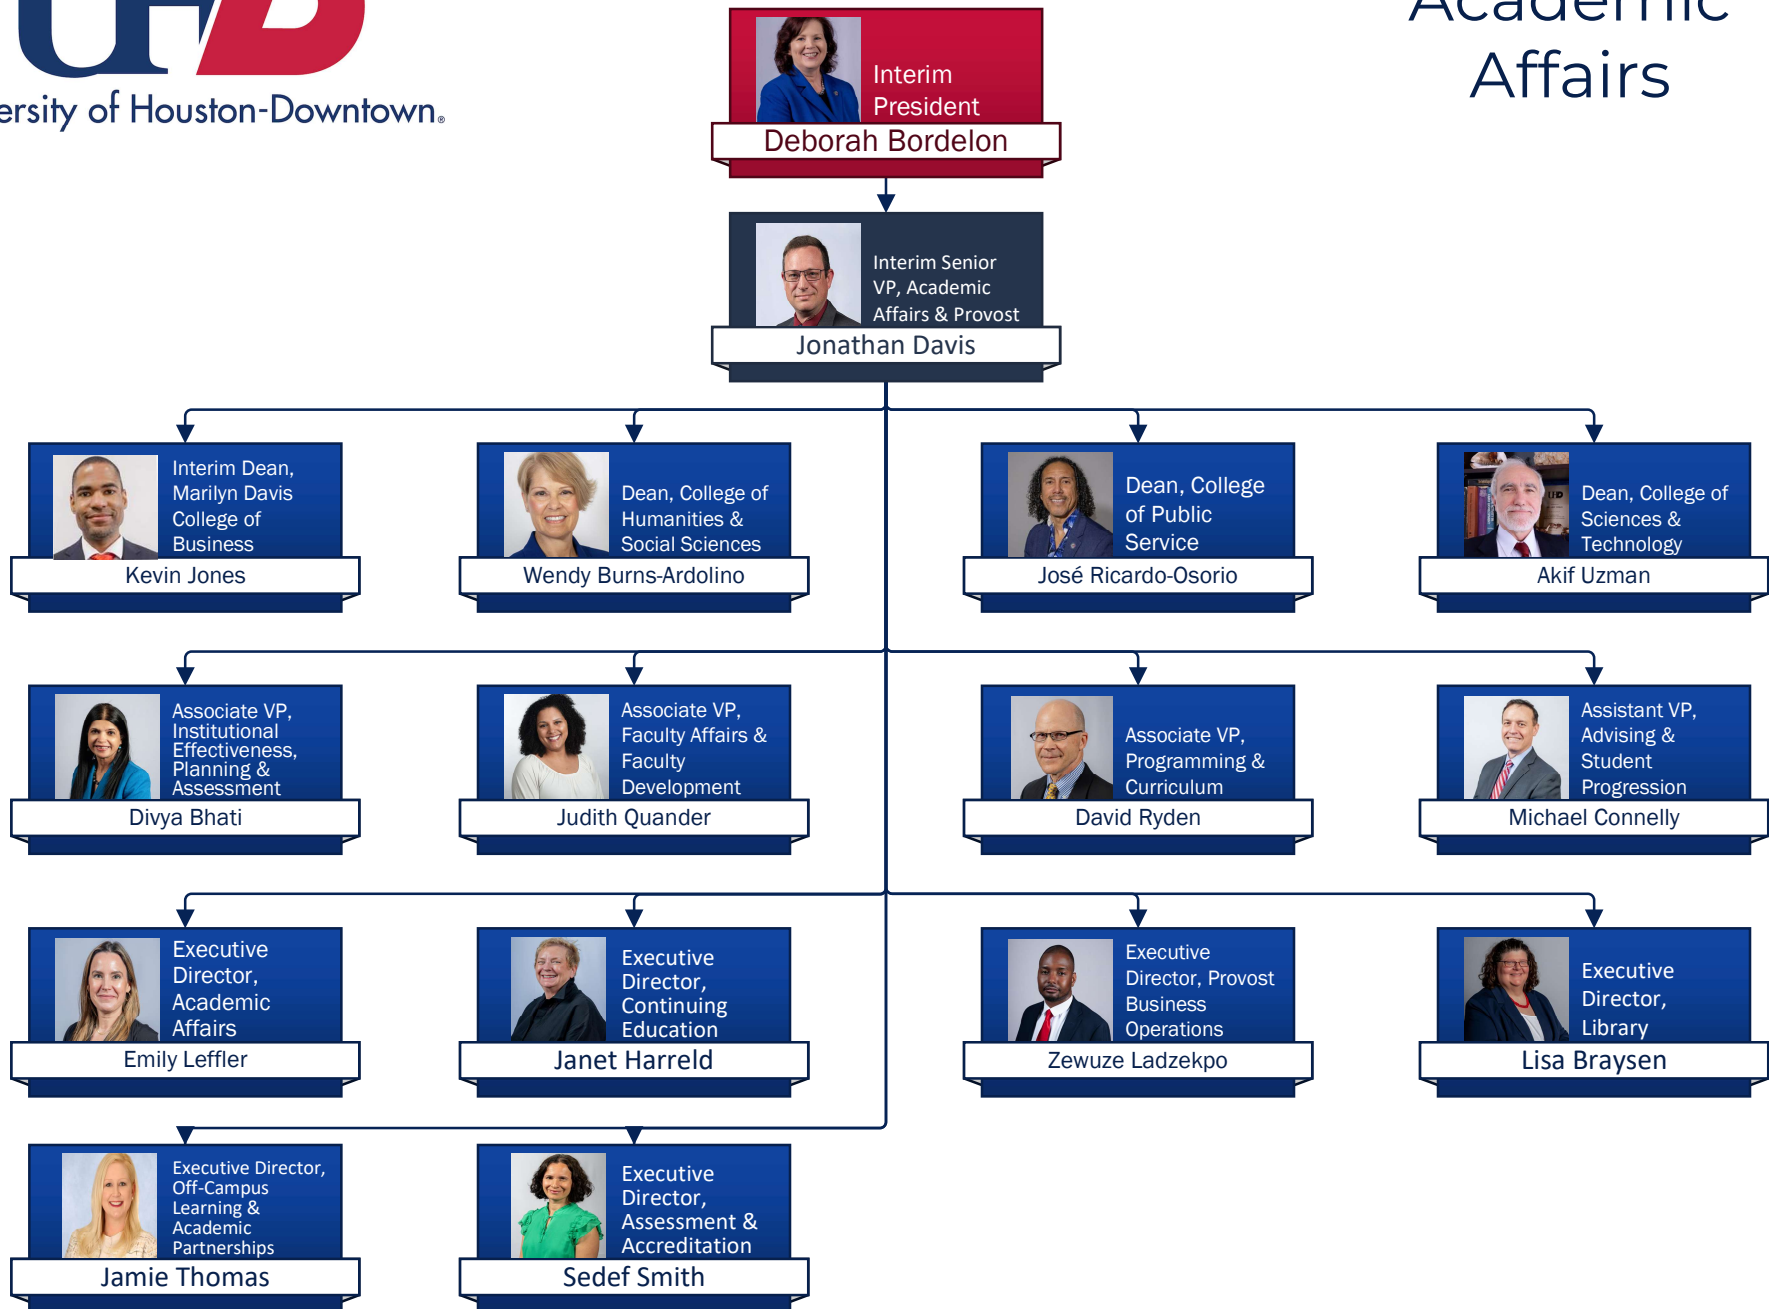 University of Houston-Downtown®
Academic
Affairs
Interim
President
Deborah Bordelon
Interim Senior
VP, Academic
Affairs & Provost
Jonathan Davis
Interim Dean,
Marilyn Davis
College of
Business
Kevin Jones
Dean, College of
Humanities &
Social Sciences
Wendy Burns-Ardolino
Dean, College
of Public
Service
José Ricardo-Osorio
Dean, College of
Sciences &
Technology
Akif Uzman
Associate VP,
Institutional
Effectiveness,
Planning &
Assessment
Divya Bhati
Associate VP,
Faculty Affairs &
Faculty
Development
Judith Quander
Associate VP,
Programming &
Curriculum
David Ryden
Assistant VP,
Advising &
Student
Progression
Michael Connelly
Executive
Director,
Academic
Affairs
Emily Leffler
Executive
Director,
Continuing
Education
Janet Harreld
Executive
Director, Provost
Business
Operations
Zewuze Ladzekpo
Executive
Director,
Library
Lisa Braysen
Executive Director,
Off-Campus
Learning &
Academic
Partnerships
Jamie Thomas
Executive
Director,
Assessment &
Accreditation
Sedef Smith